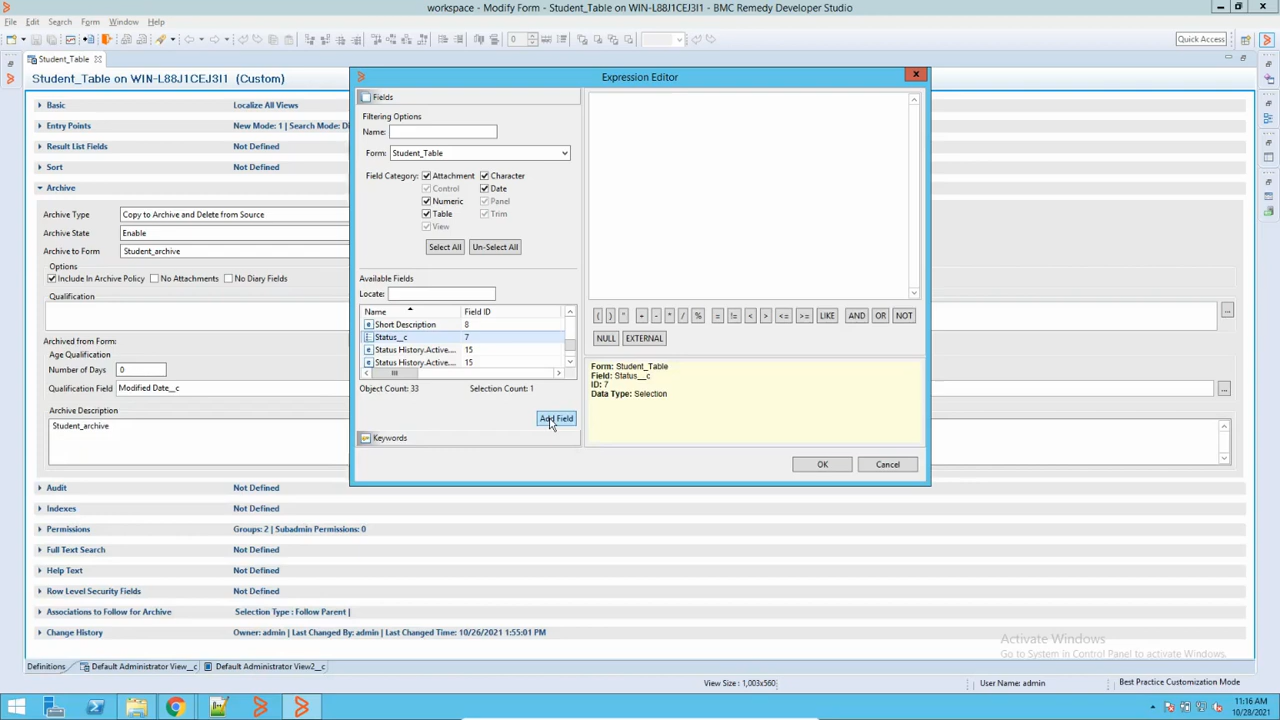 workspace - Modify Form - Student_Table on WIN-L88J1CEJ3I1 - BMC Remedy Developer Studio
File Edit Search Form Tools Window Help
0
Quick Access
Student_Table
Student_Table on WIN-L88J1CEJ3I1 (Custom)
Basic Localize All Views
Entry Points New Mode: 1 | Search Mode: Di
Result List Fields Not Defined
Sort Not Defined
Archive
Archive Type Copy to Archive and Delete from Source
Archive State Enable
Archive to Form Student_archive
Options
Include In Archive Policy No Attachments No Diary Fields
Qualification
Archived from Form:
Age Qualification
Number of Days 0
Qualification Field Modified Date__c
Archive Description
Student_archive
Audit Not Defined
Indexes Not Defined
Permissions Groups: 2 | Subadmin Permissions: 0
Full Text Search Not Defined
Help Text Not Defined
Row Level Security Fields Not Defined
Associations to Follow for Archive Selection Type : Follow Parent |
Change History Owner: admin | Last Changed By: admin | Last Changed Time: 10/26/2021 1:55:01 PM
Expression Editor
Fields
Filtering Options
Name:
Form: Student_Table
Field Category: Attachment Character
Control Date
Numeric Panel
Table Trim
View
Select All Un-Select All
Available Fields
Locate:
Name Field ID
Short Description 8
Status__c 7
Status History.Active.... 15
Status History.Active.... 15
Object Count: 33 Selection Count: 1
Add Field
Keywords
( ) " + - * / % = != < > <= >= LIKE AND OR NOT
NULL EXTERNAL
Form: Student_Table
Field: Status__c
ID: 7
Data Type: Selection
OK Cancel
Activate Windows
Go to System in Control Panel to activate Windows.
Definitions Default Administrator View__c Default Administrator View2__c
View Size : 1,003x560 User Name: admin Best Practice Customization Mode
11:16 AM
10/28/2021